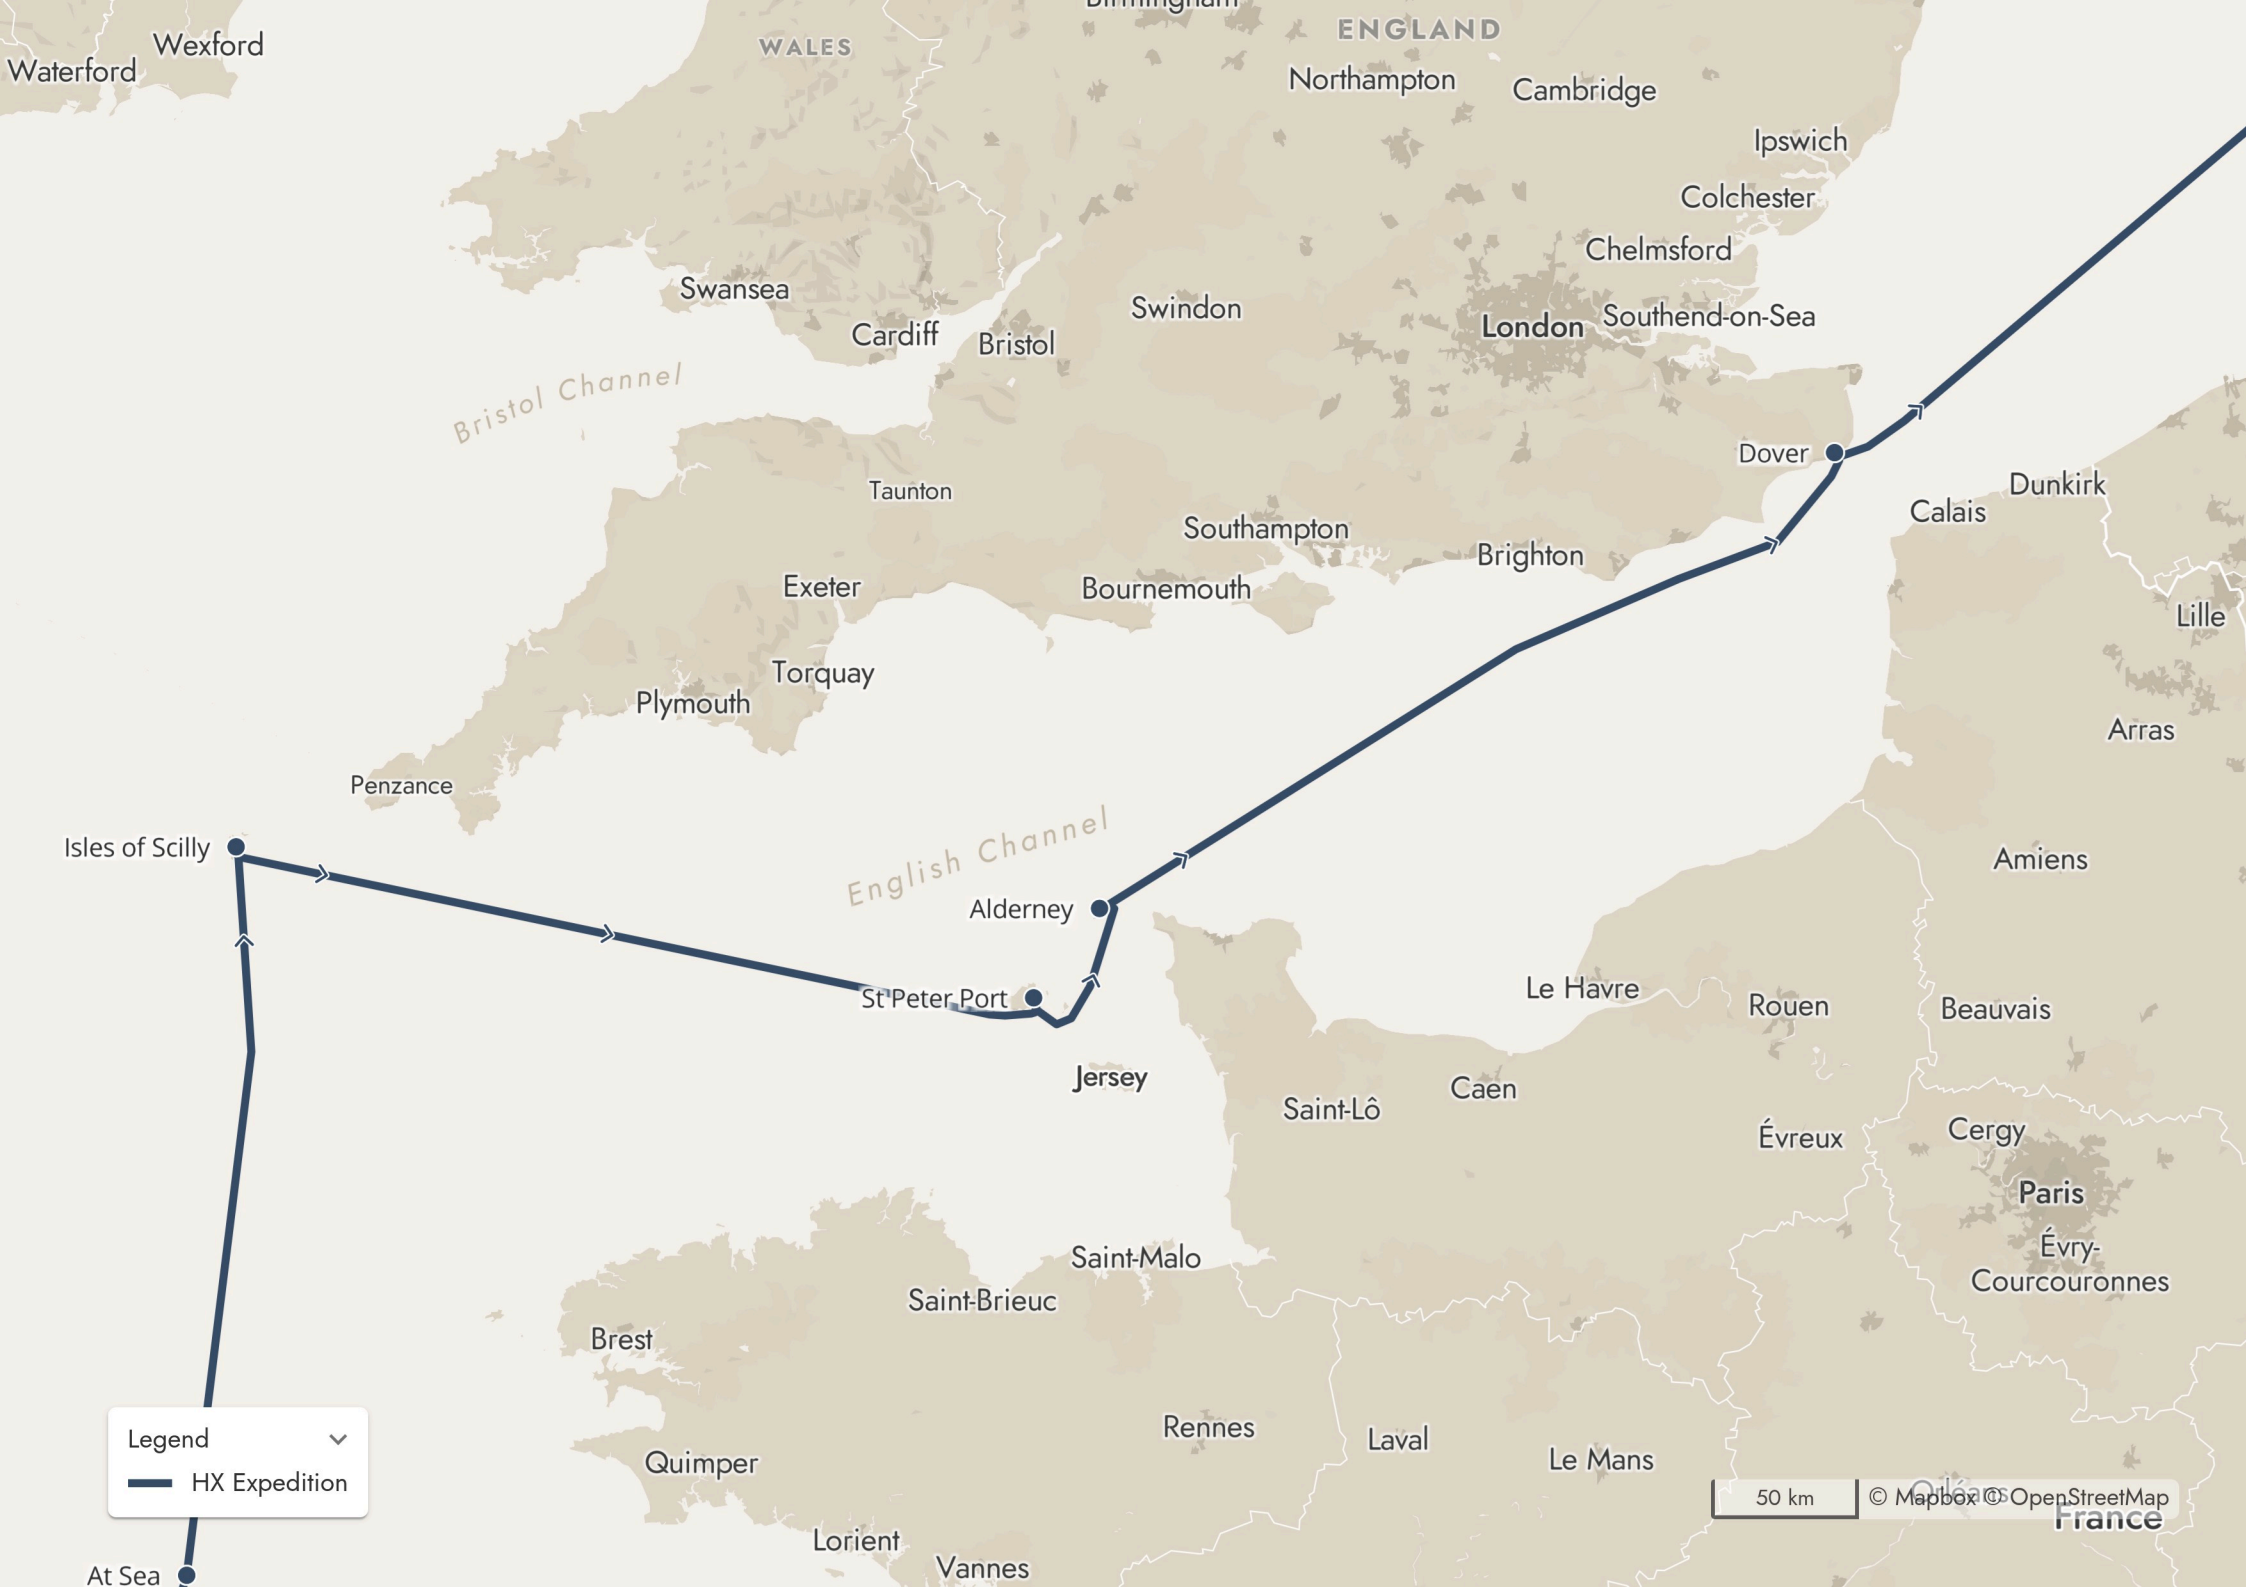 Birmingham
ENGLAND
WALES
Wexford
Waterford
Northampton
Cambridge
Ipswich
Colchester
Chelmsford
Swansea
Swindon
London
Southend-on-Sea
Cardiff
Bristol
Bristol Channel
Dover
Taunton
Dunkirk
Calais
Southampton
Brighton
Exeter
Bournemouth
Lille
Torquay
Plymouth
Arras
Penzance
Isles of Scilly
English Channel
Amiens
Alderney
St Peter Port
Le Havre
Rouen
Beauvais
Jersey
Caen
Saint-Lô
Évreux
Cergy
Paris
Évry-
Courcouronnes
Saint-Malo
Saint-Brieuc
Brest
Rennes
Laval
Le Mans
Quimper
Legend
HX Expedition
50 km
© Mapbox © OpenStreetMap
Orléans
France
Lorient
Vannes
At Sea